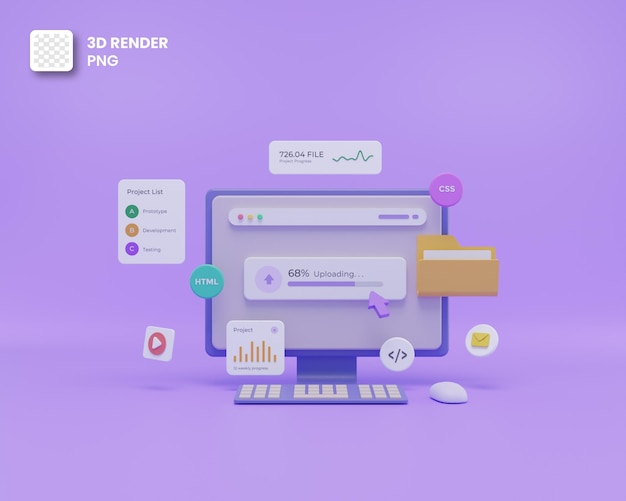 3D RENDER
PNG
726.04 FILE
Project Progress
CSS
Project List
A Prototype
B Development
C Testing
HTML
68% Uploading...
Project
weekly progress
</>